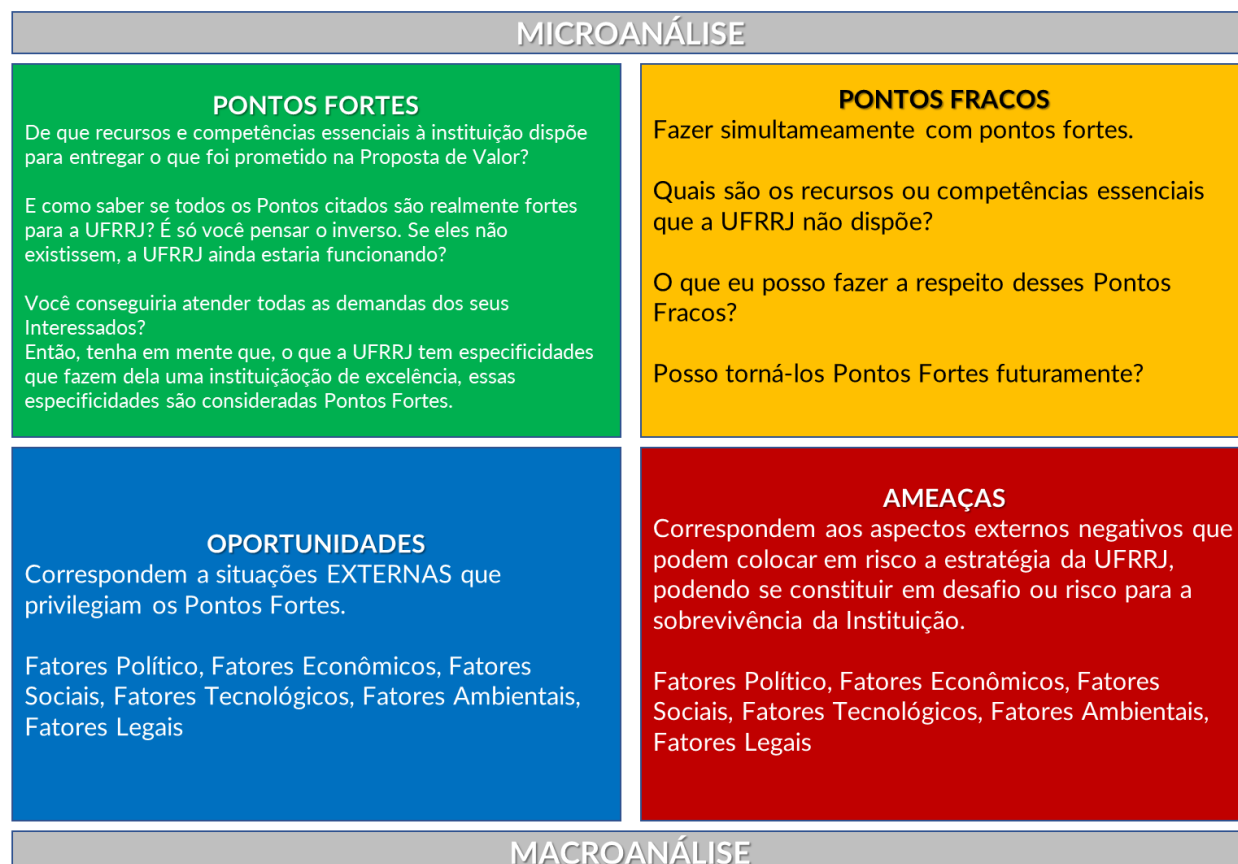 MICROANÁLISE
PONTOS FORTES
De que recursos e competências essenciais à instituição dispõe
para entregar o que foi prometido na Proposta de Valor?
E como saber se todos os Pontos citados são realmente fortes
para a UFRRJ? É só você pensar o inverso. Se eles não
existissem, a UFRRJ ainda estaria funcionando?
Você conseguiria atender todas as demandas dos seus
Interessados?
Então, tenha em mente que, o que a UFRRJ tem especificidades
que fazem dela uma instituiçãoção de excelência, essas
especificidades são consideradas Pontos Fortes.
PONTOS FRACOS
Fazer simultameamente com pontos fortes.
Quais são os recursos ou competências essenciais
que a UFRRJ não dispõe?
O que eu posso fazer a respeito desses Pontos
Fracos?
Posso torná-los Pontos Fortes futuramente?
OPORTUNIDADES
Correspondem a situações EXTERNAS que
privilegiam os Pontos Fortes.
Fatores Político, Fatores Econômicos, Fatores
Sociais, Fatores Tecnológicos, Fatores Ambientais,
Fatores Legais
AMEAÇAS
Correspondem aos aspectos externos negativos que
podem colocar em risco a estratégia da UFRRJ,
podendo se constituir em desafio ou risco para a
sobrevivência da Instituição.
Fatores Político, Fatores Econômicos, Fatores
Sociais, Fatores Tecnológicos, Fatores Ambientais,
Fatores Legais
MACROANÁLISE